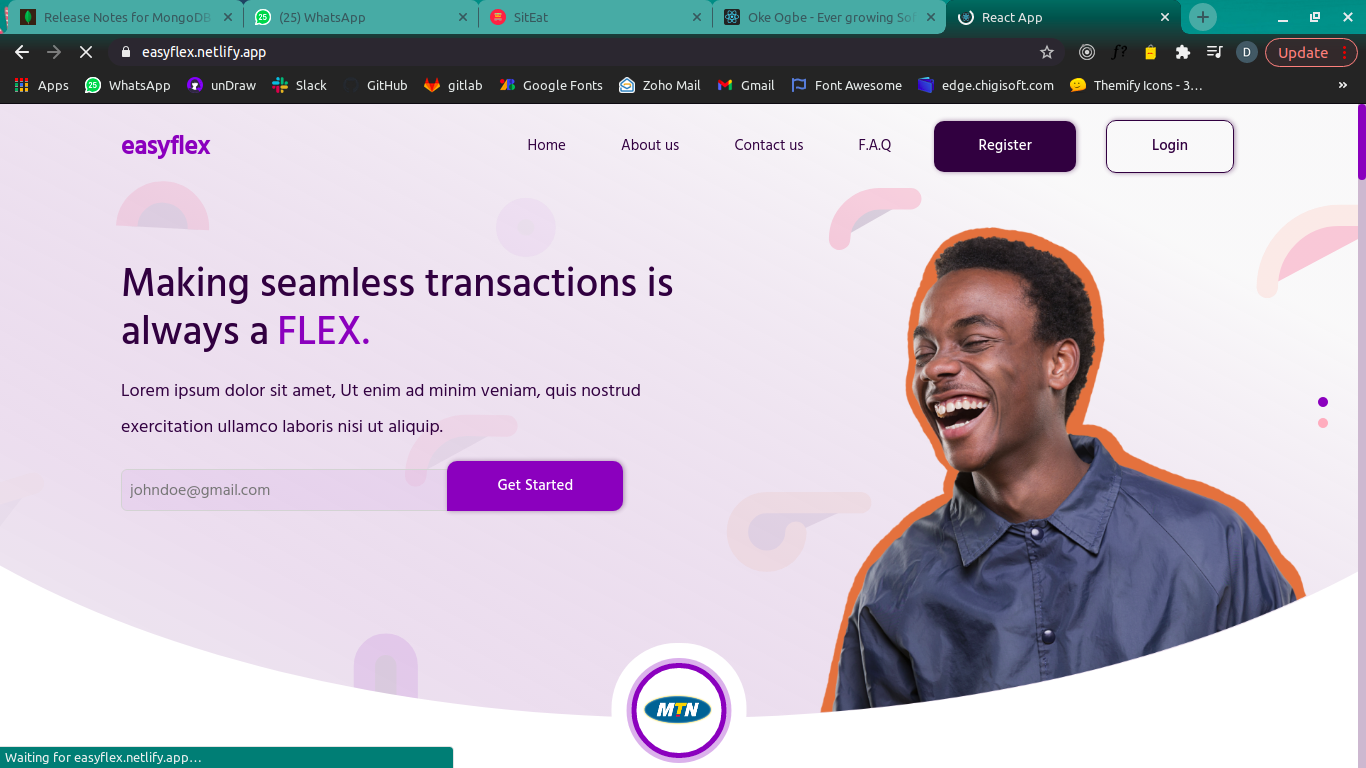 Release Notes for MongoDB
(25) WhatsApp
SitEat
Oke Ogbe - Ever growing Sof
React App
easyflex.netlify.app
f?
D
Update
Apps
25
WhatsApp
unDraw
Slack
GitHub
gitlab
Google Fonts
Zoho Mail
Gmail
Font Awesome
edge.chigisoft.com
Themify Icons - 3…
»
easyflex
Home
About us
Contact us
F.A.Q
Register
Login
Making seamless transactions is
always a FLEX.
Lorem ipsum dolor sit amet, Ut enim ad minim veniam, quis nostrud
exercitation ullamco laboris nisi ut aliquip.
johndoe@gmail.com
Get Started
MTN
Waiting for easyflex.netlify.app…